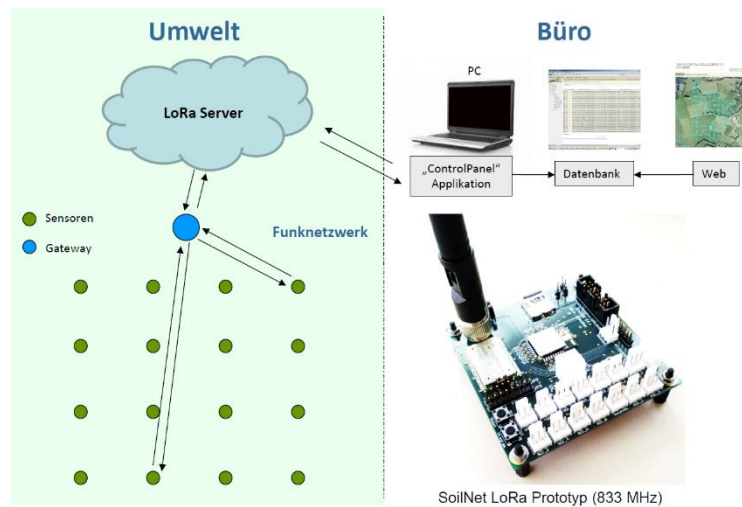 Umwelt
Büro
LoRa Server
PC
„ControlPanel“
Applikation
Datenbank
Web
Sensoren
Gateway
Funknetzwerk
SoilNet LoRa Prototyp (833 MHz)